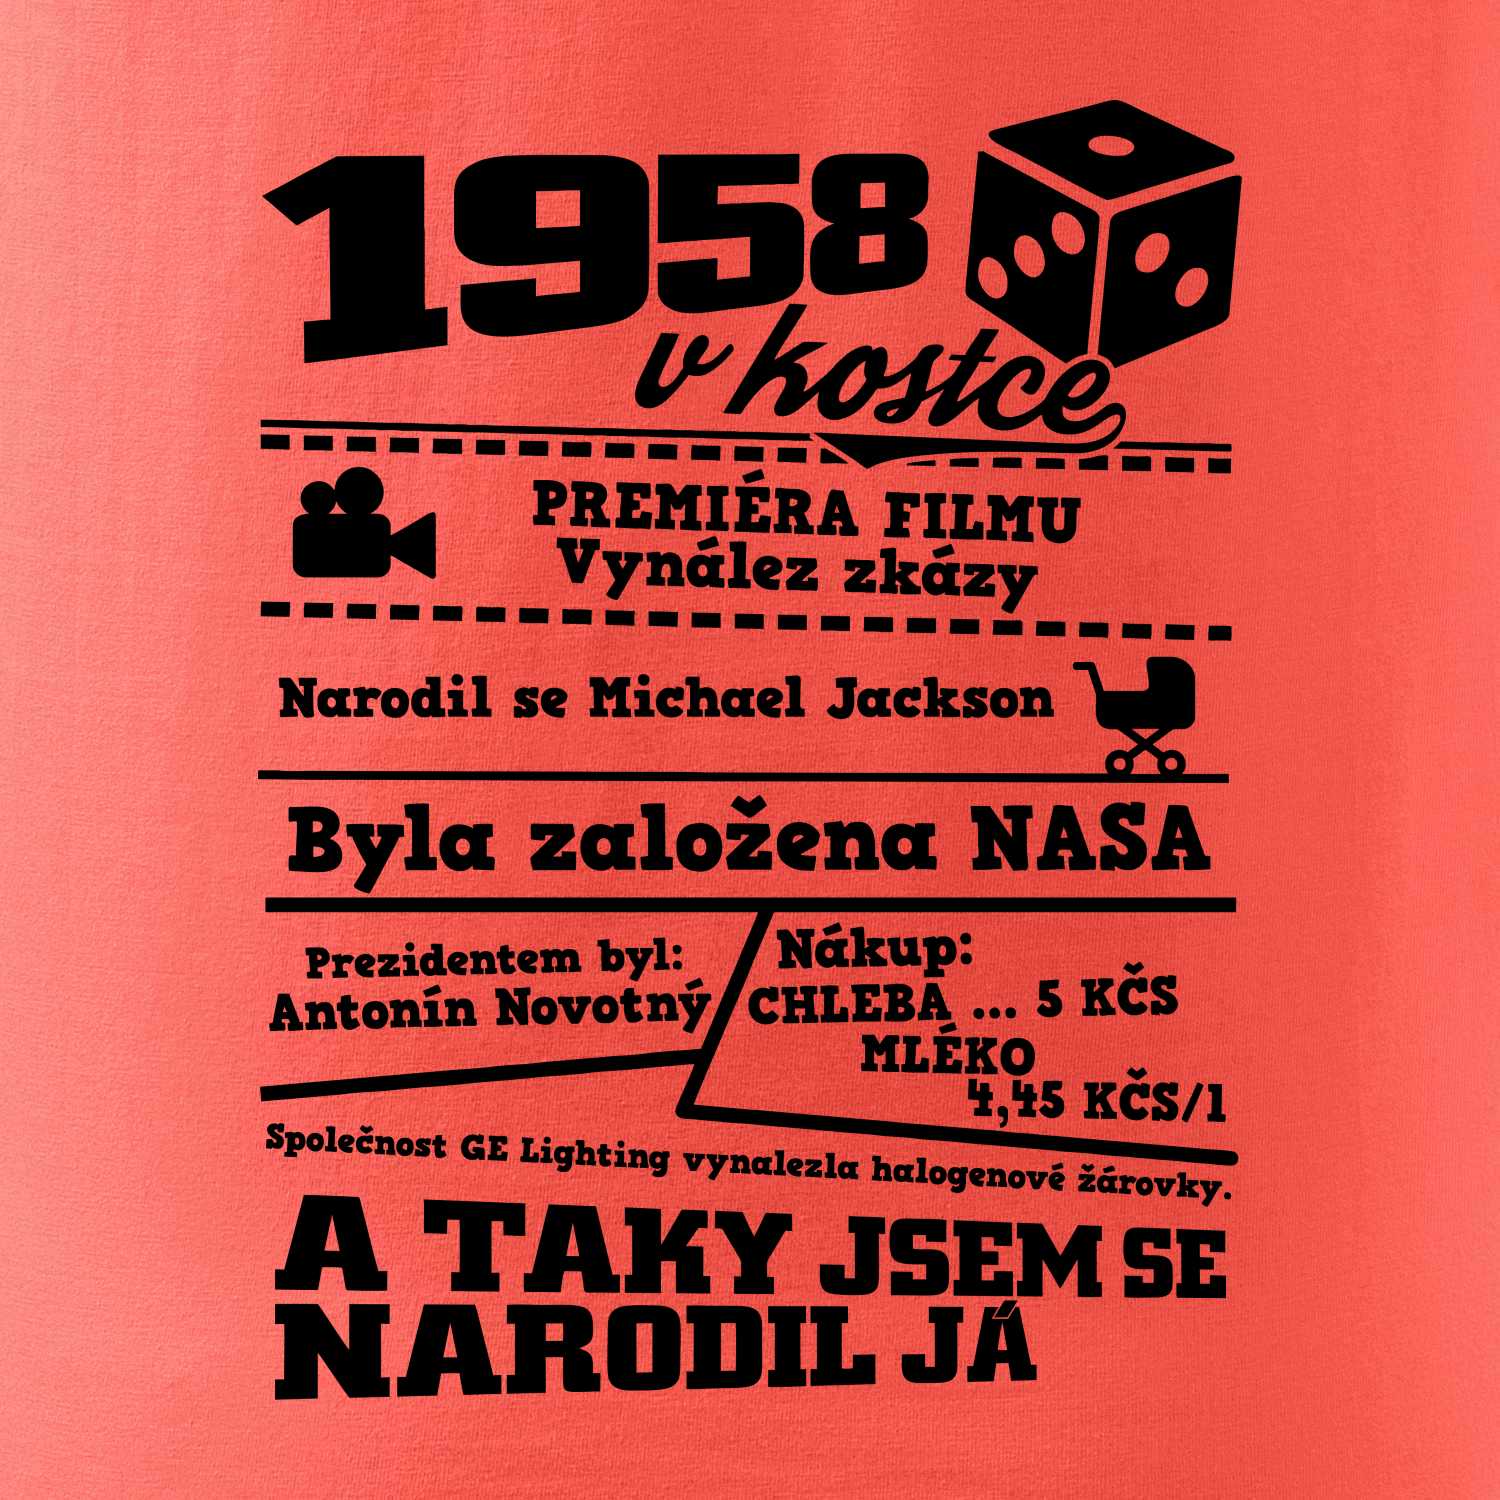 1958
v kostce
PREMIÉRA FILMU
Vynález zkázy
Narodil se Michael Jackson
Byla založena NASA
Prezidentem byl:
Antonín Novotný
Nákup:
CHLEBA ... 5 KČS
MLÉKO
4,45 KČS/l
Společnost GE Lighting vynalezla halogenové žárovky.
A TAKY JSEM SE
NARODIL JÁ